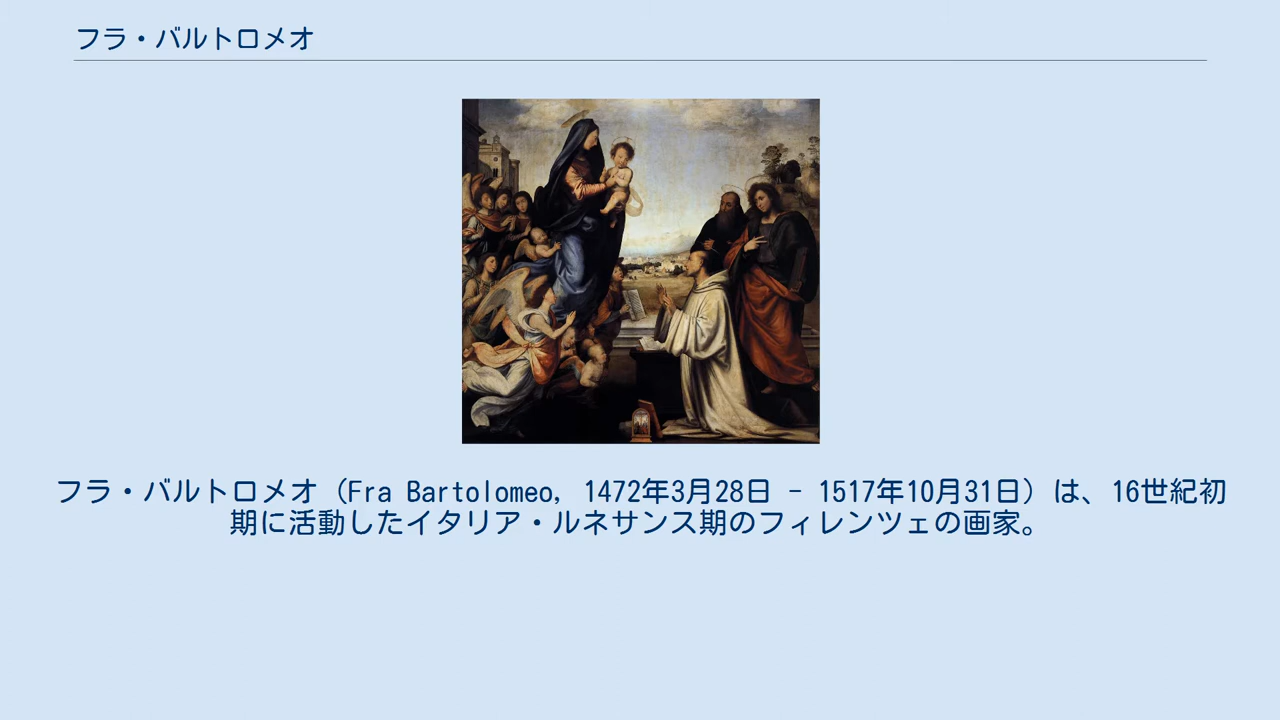 フラ・バルトロメオ
フラ・バルトロメオ（Fra Bartolomeo, 1472年3月28日 - 1517年10月31日）は、16世紀初
期に活動したイタリア・ルネサンス期のフィレンツェの画家。